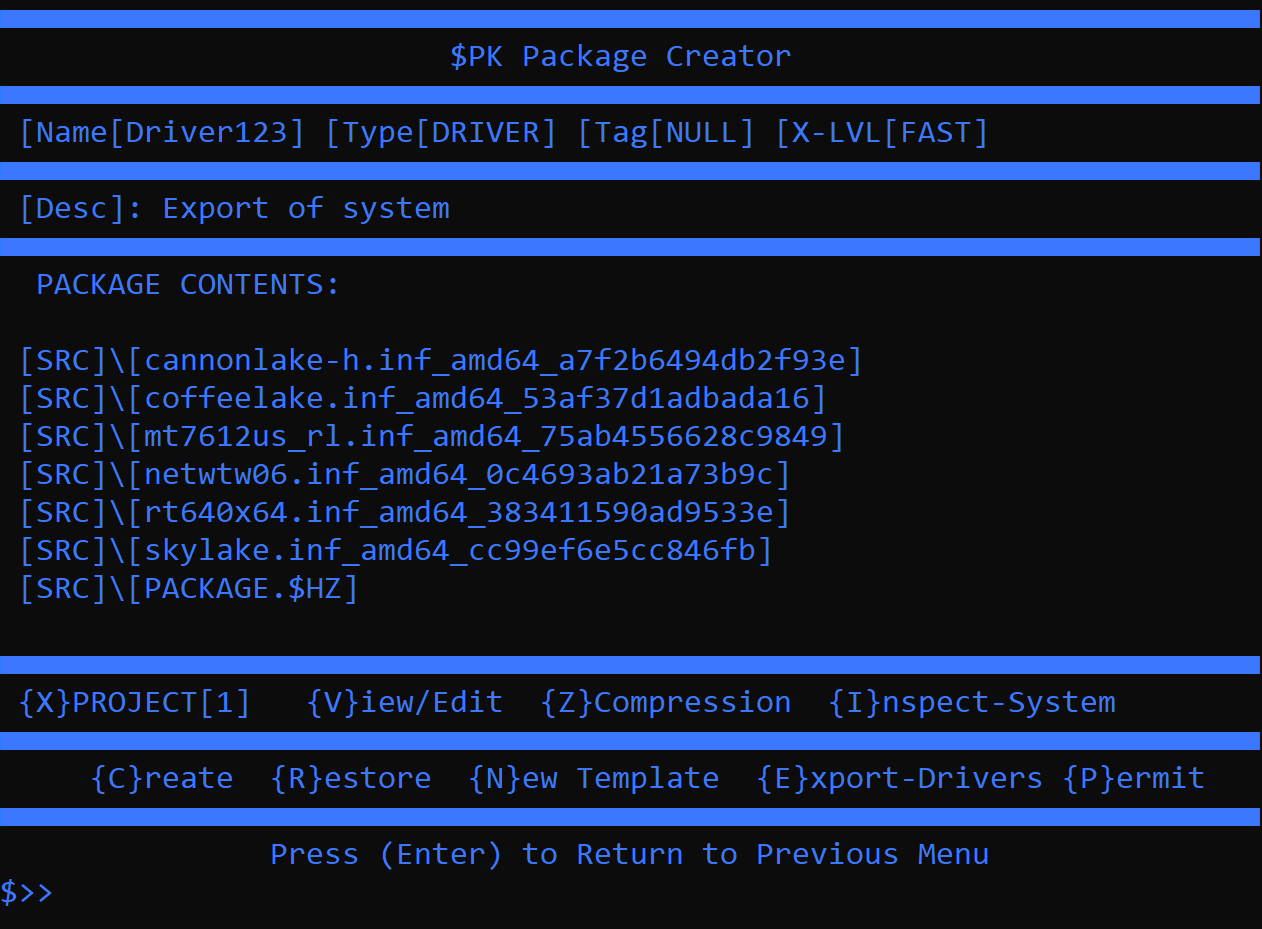 $PK Package Creator
[Name[Driver123] [Type[DRIVER] [Tag[NULL] [X-LVL[FAST]
[Desc]: Export of system
PACKAGE CONTENTS:
[SRC]\[cannonlake-h.inf_amd64_a7f2b6494db2f93e]
[SRC]\[coffeelake.inf_amd64_53af37d1adbada16]
[SRC]\[mt7612us_rl.inf_amd64_75ab4556628c9849]
[SRC]\[netwtw06.inf_amd64_0c4693ab21a73b9c]
[SRC]\[rt640x64.inf_amd64_383411590ad9533e]
[SRC]\[skylake.inf_amd64_cc99ef6e5cc846fb]
[SRC]\[PACKAGE.$HZ]
{X}PROJECT[1] {V}iew/Edit {Z}Compression {I}nspect-System
{C}reate {R}estore {N}ew Template {E}xport-Drivers {P}ermit
Press (Enter) to Return to Previous Menu
$>>